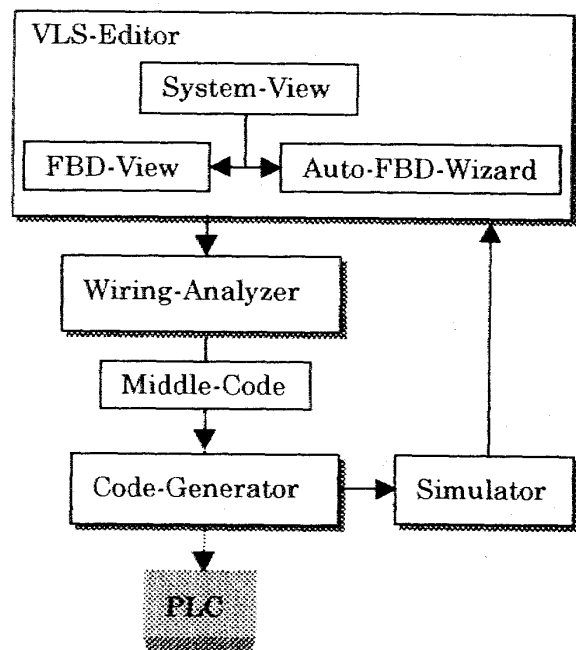 VLS-Editor
System-View
FBD-View
Auto-FBD-Wizard
Wiring-Analyzer
Middle-Code
Code-Generator
Simulator
PLC